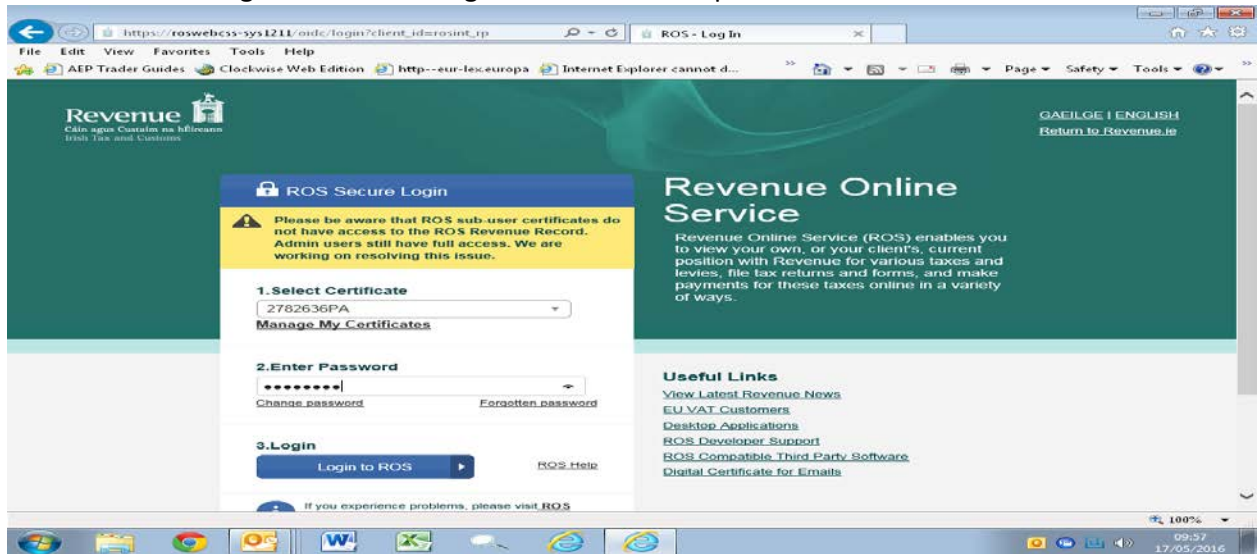 https://roswebcss-sys1211/oidc/login?client_id=rosint_rp
ROS - Log In
File Edit View Favorites Tools Help
AEP Trader Guides Clockwise Web Edition http--eur-lex.europa Internet Explorer cannot d... Page Safety Tools
Revenue
Cáin agus Custaim na hÉireann
Irish Tax and Customs
GAEILGE | ENGLISH
Return to Revenue.ie
ROS Secure Login
Please be aware that ROS sub-user certificates do
not have access to the ROS Revenue Record.
Admin users still have full access. We are
working on resolving this issue.
1.Select Certificate
2782636PA
Manage My Certificates
2.Enter Password
Change password Forgotten password
3.Login
Login to ROS ROS Help
If you experience problems, please visit ROS
Revenue Online
Service
Revenue Online Service (ROS) enables you
to view your own, or your client's, current
position with Revenue for various taxes and
levies, file tax returns and forms, and make
payments for these taxes online in a variety
of ways.
Useful Links
View Latest Revenue News
EU VAT Customers
Desktop Applications
ROS Developer Support
ROS Compatible Third Party Software
Digital Certificate for Emails
100%
09:57
17/05/2016